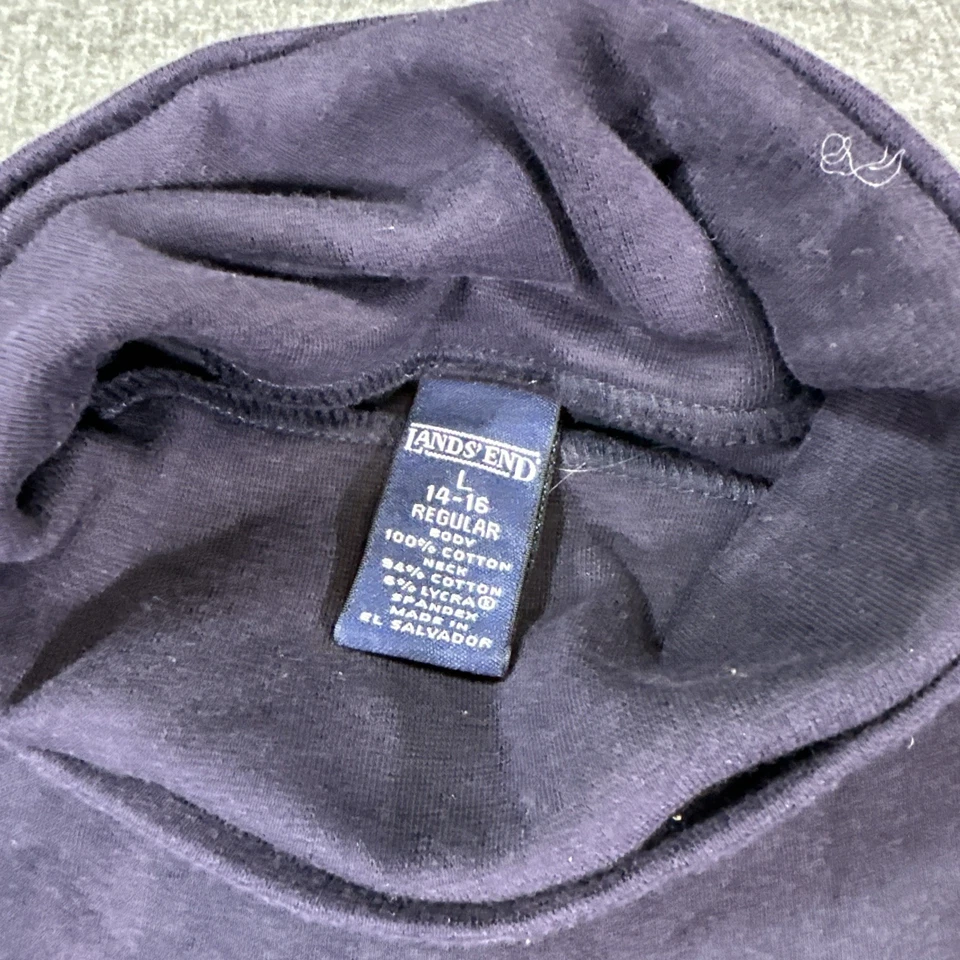 LANDS' END
L
14-16
REGULAR
BODY
100% COTTON
NECK
94% COTTON
6% LYCRA®
SPANDEX
MADE IN
EL SALVADOR